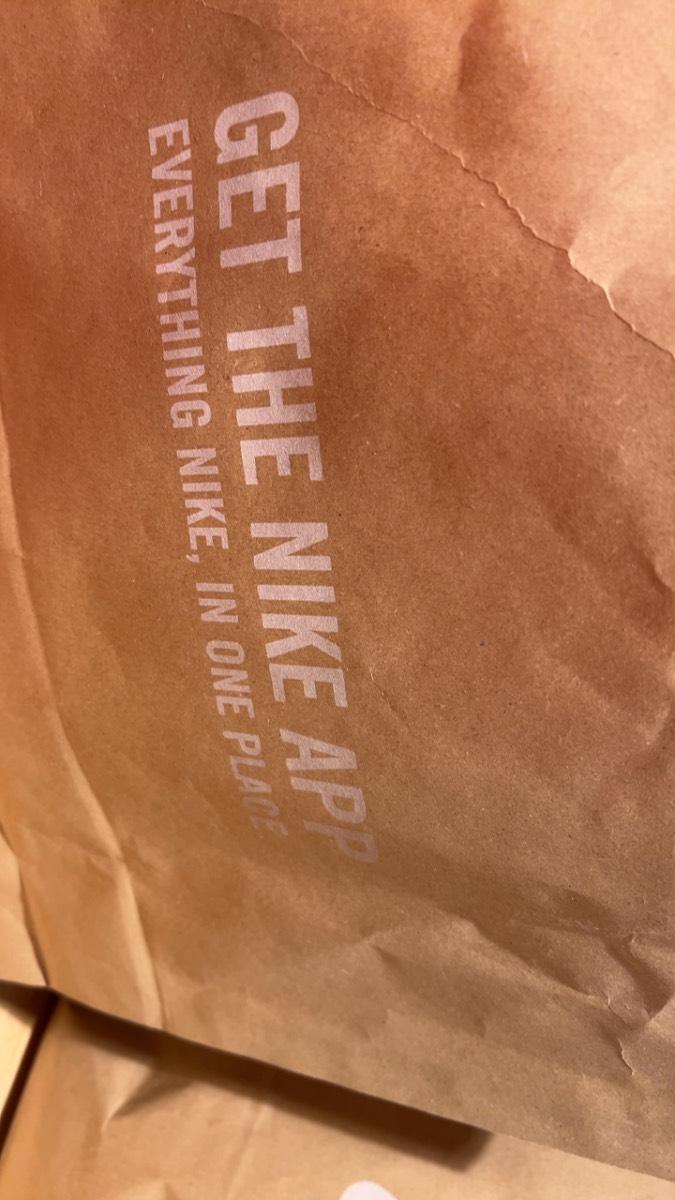 GET THE NIKE APP
EVERYTHING NIKE, IN ONE PLACE